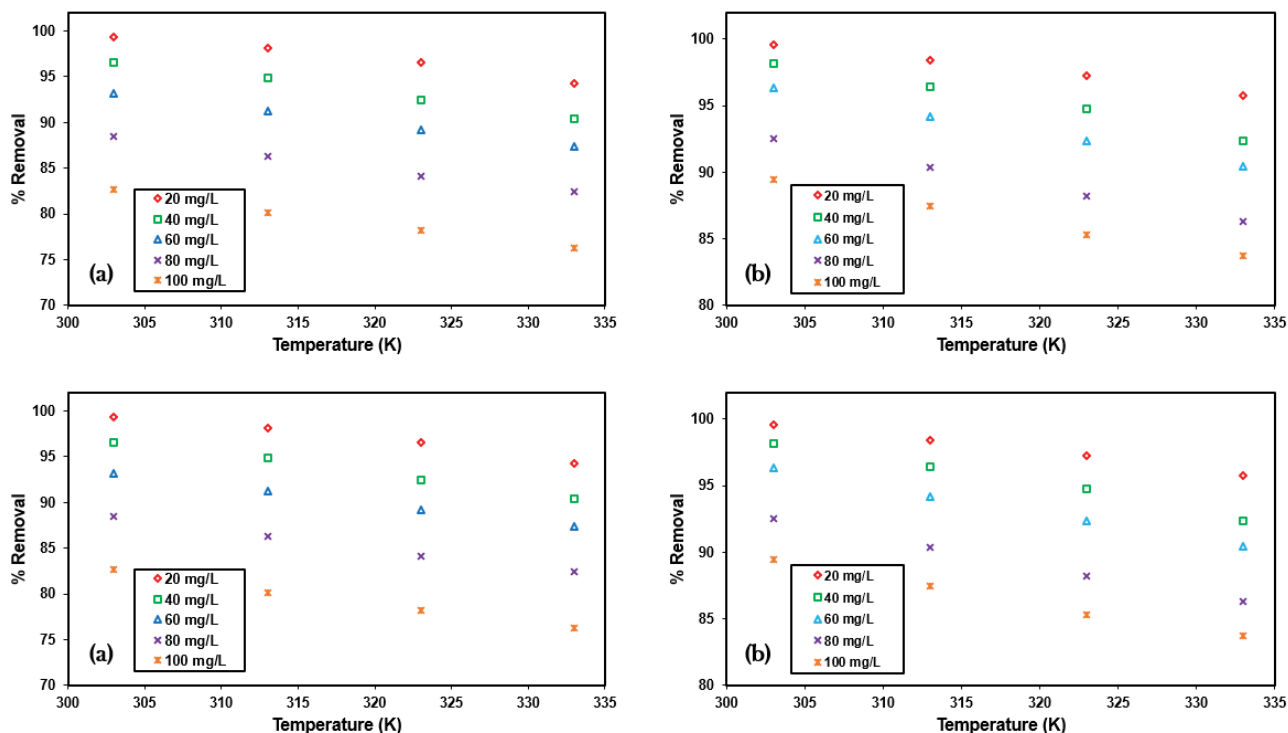 100
95
90
85
80
75
70
% Removal
20 mg/L
40 mg/L
60 mg/L
80 mg/L
100 mg/L
(a)
300 305 310 315 320 325 330 335
Temperature (K)
100
95
90
85
80
% Removal
20 mg/L
40 mg/L
60 mg/L
80 mg/L
100 mg/L
(b)
300 305 310 315 320 325 330 335
Temperature (K)
100
95
90
85
80
75
70
% Removal
20 mg/L
40 mg/L
60 mg/L
80 mg/L
100 mg/L
(a)
300 305 310 315 320 325 330 335
Temperature (K)
100
95
90
85
80
% Removal
20 mg/L
40 mg/L
60 mg/L
80 mg/L
100 mg/L
(b)
300 305 310 315 320 325 330 335
Temperature (K)